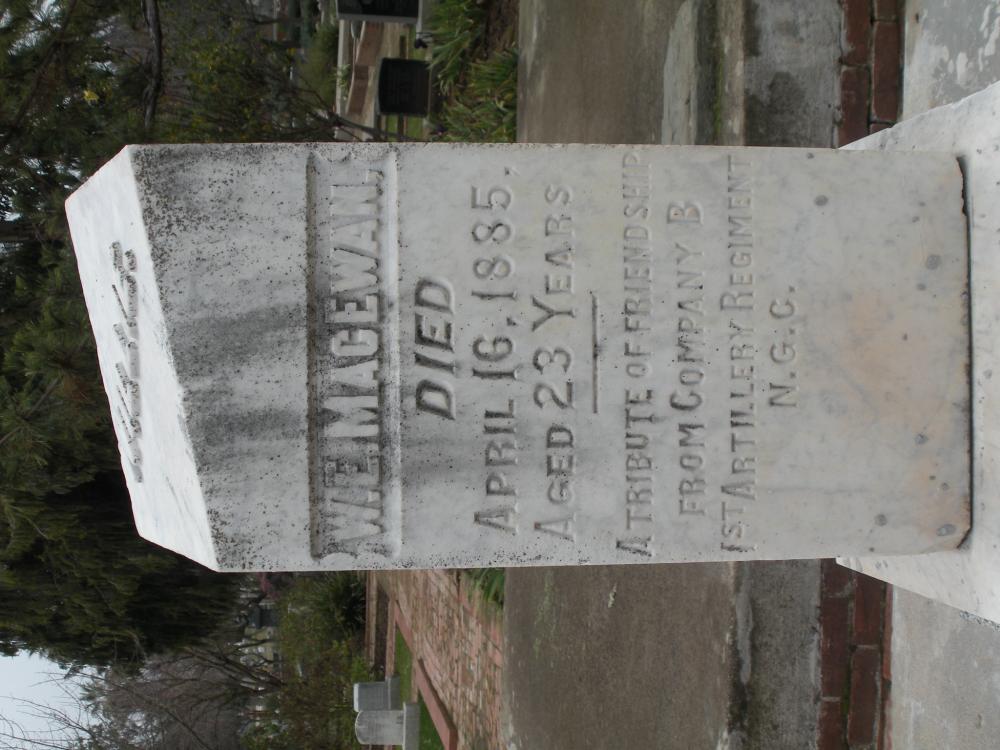 W.E. MAGEWAN.
DIED
APRIL 16, 1885,
AGED 23 YEARS
A TRIBUTE OF FRIENDSHIP
FROM COMPANY B
1ST ARTILLERY REGIMENT
N.G.C.